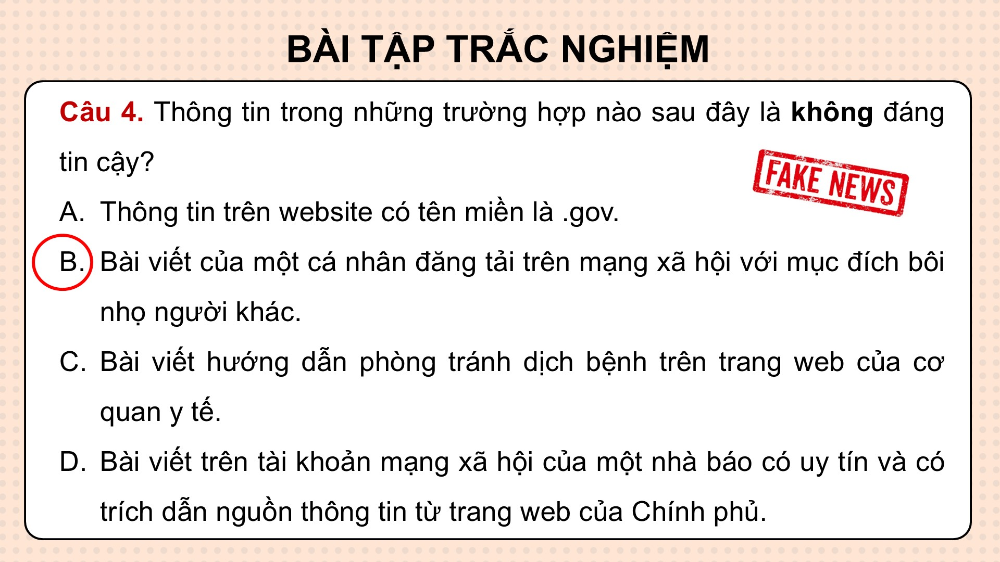 BÀI TẬP TRẮC NGHIỆM
Câu 4. Thông tin trong những trường hợp nào sau đây là không đáng
tin cậy?
FAKE NEWS
A. Thông tin trên website có tên miền là .gov.
B. Bài viết của một cá nhân đăng tải trên mạng xã hội với mục đích bôi
nhọ người khác.
C. Bài viết hướng dẫn phòng tránh dịch bệnh trên trang web của cơ
quan y tế.
D. Bài viết trên tài khoản mạng xã hội của một nhà báo có uy tín và có
trích dẫn nguồn thông tin từ trang web của Chính phủ.